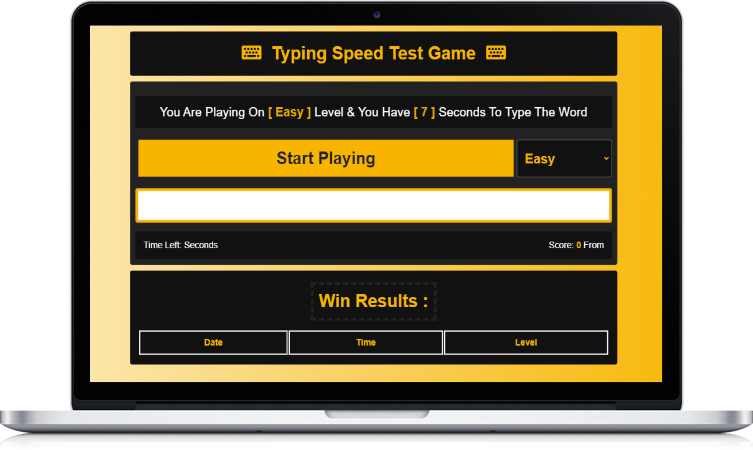 Typing Speed Test Game
You Are Playing On [ Easy ] Level & You Have [ 7 ] Seconds To Type The Word
Start Playing
Easy
Time Left: Seconds
Score: 0 From
Win Results :
Date
Time
Level